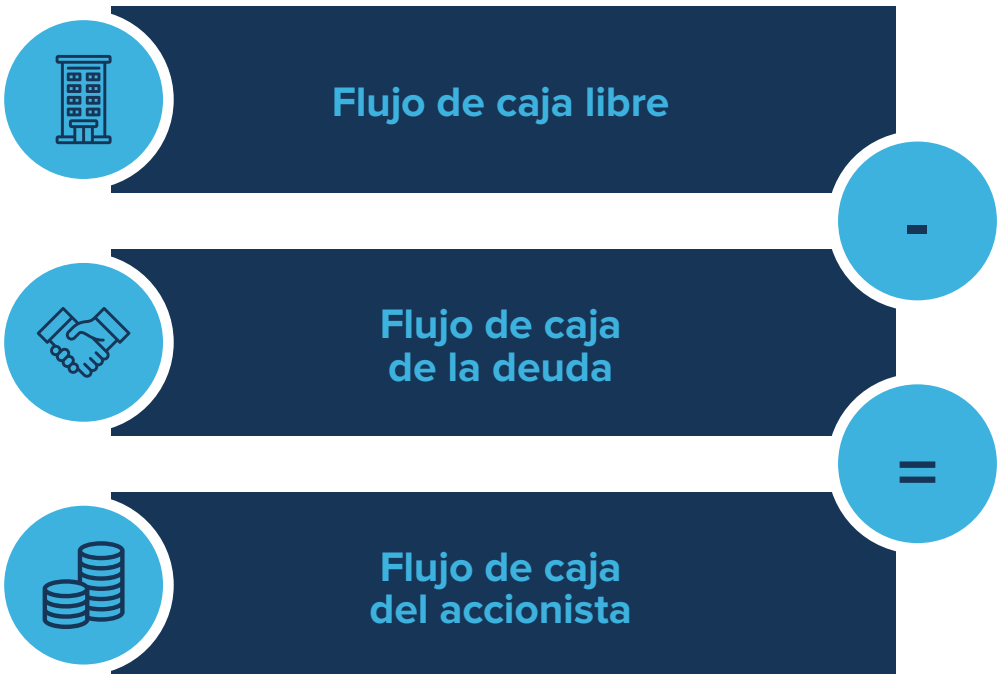 Flujo de caja libre
-
Flujo de caja
de la deuda
=
Flujo de caja
del accionista